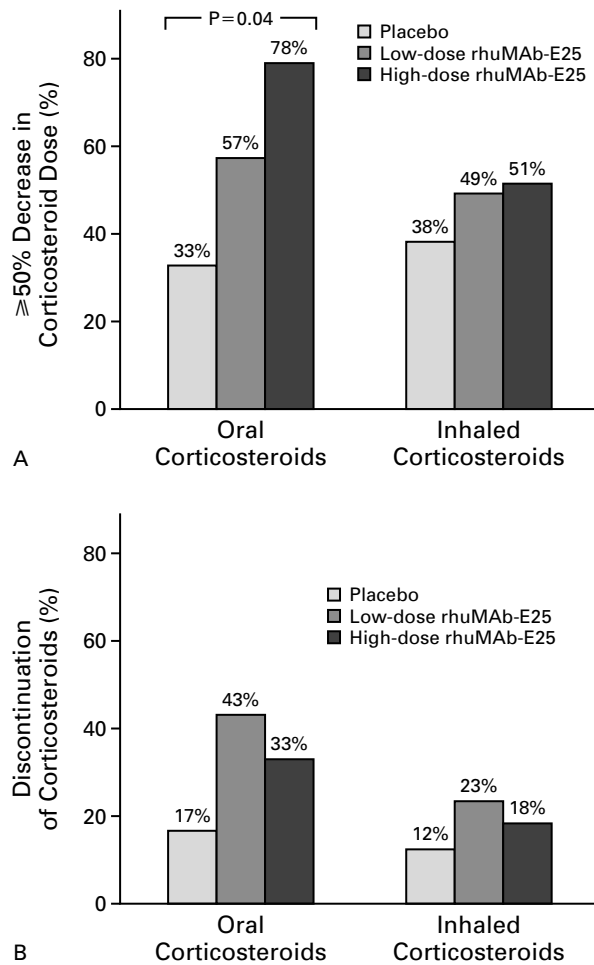 P=0.04
Placebo
Low-dose rhuMAb-E25
High-dose rhuMAb-E25
≥50% Decrease in
Corticosteroid Dose (%)
80
60
40
20
0
33%
57%
78%
38%
49%
51%
Oral
Corticosteroids
Inhaled
Corticosteroids
A
Placebo
Low-dose rhuMAb-E25
High-dose rhuMAb-E25
Discontinuation
of Corticosteroids (%)
80
60
40
20
0
17%
43%
33%
12%
23%
18%
Oral
Corticosteroids
Inhaled
Corticosteroids
B